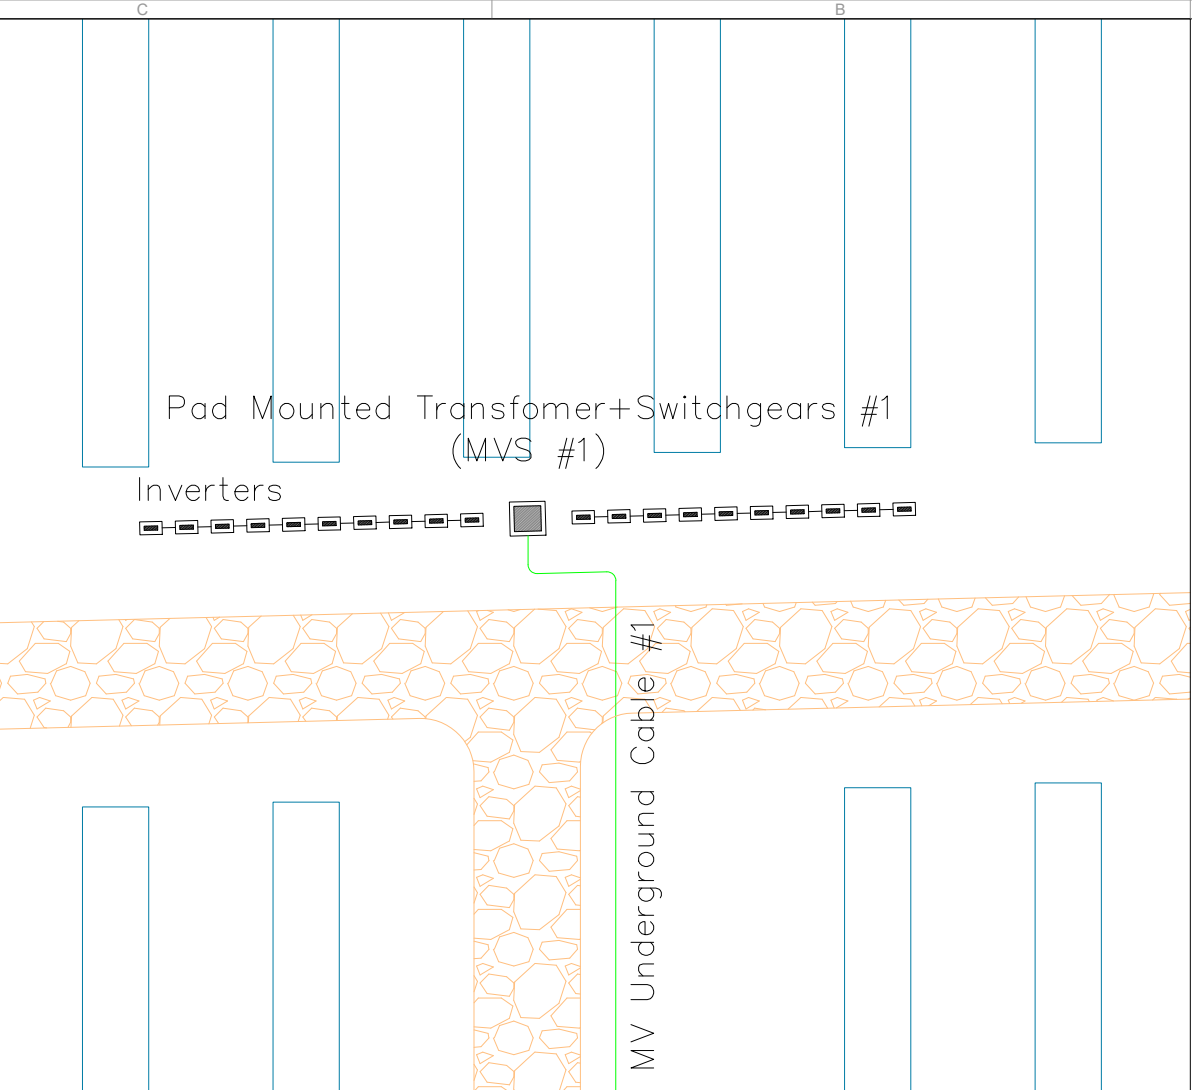 C
B
Pad Mounted Transfomer+Switchgears #1
(MVS #1)
Inverters
MV Underground Cable #1